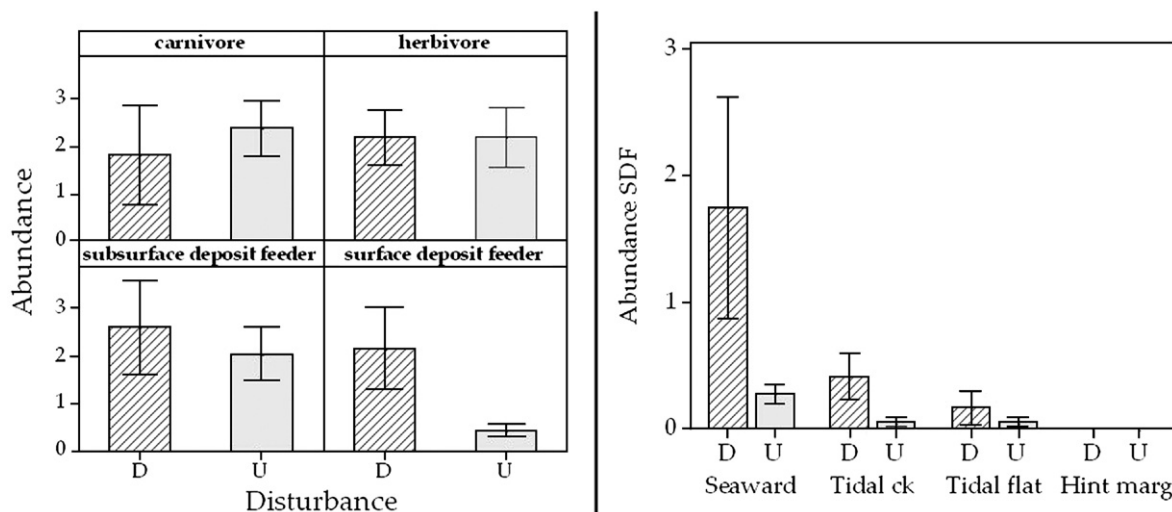 carnivore herbivore
3
2
1
0
subsurface deposit feeder surface deposit feeder
3
2
1
0
D U D U
Abundance
Disturbance
3
2
1
0
Abundance SDF
D U D U D U D U
Seaward Tidal ck Tidal flat Hint marg